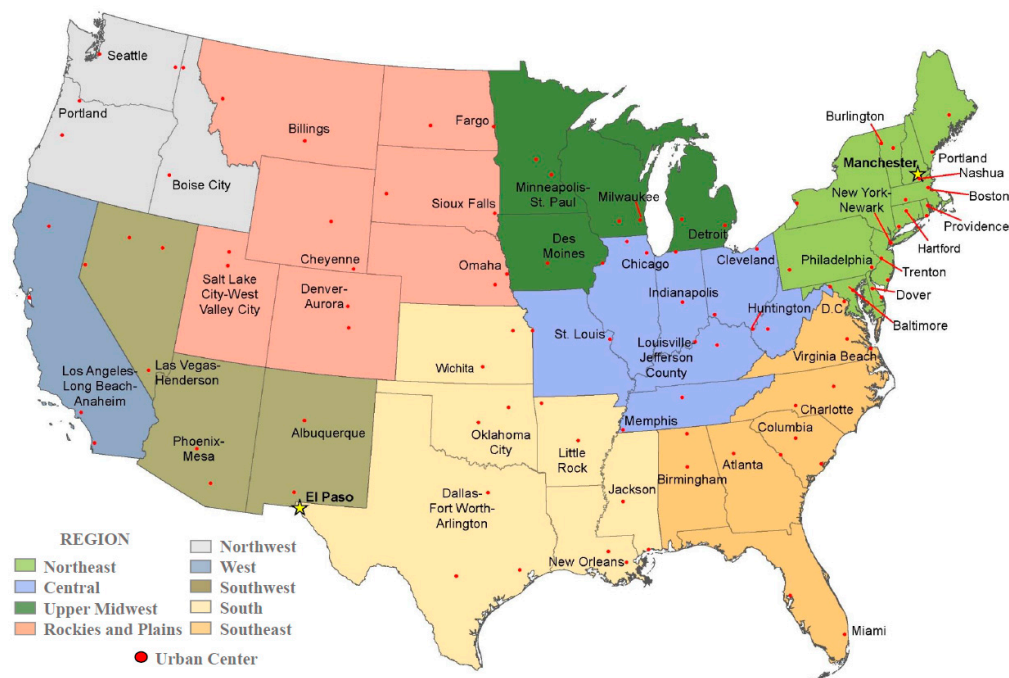 Seattle
Portland
Boise City
Billings
Fargo
Sioux Falls
Cheyenne
Omaha
Salt Lake
City-West
Valley City
Denver-
Aurora
Minneapolis-
St. Paul
Milwaukee
Des
Moines
Detroit
Chicago
Cleveland
Indianapolis
St. Louis
Louisville-
Jefferson
County
Huntington
Memphis
Burlington
Manchester
Portland
Nashua
Boston
Providence
Hartford
New York-
Newark
Philadelphia
Trenton
Dover
Baltimore
D.C
Virginia Beach
Charlotte
Columbia
Atlanta
Birmingham
Miami
Los Angeles-
Long Beach-
Anaheim
Las Vegas-
Henderson
Phoenix-
Mesa
Albuquerque
El Paso
Wichita
Oklahoma
City
Little
Rock
Dallas-
Fort Worth-
Arlington
Jackson
New Orleans
REGION
Northeast
Central
Upper Midwest
Rockies and Plains
Northwest
West
Southwest
South
Southeast
Urban Center